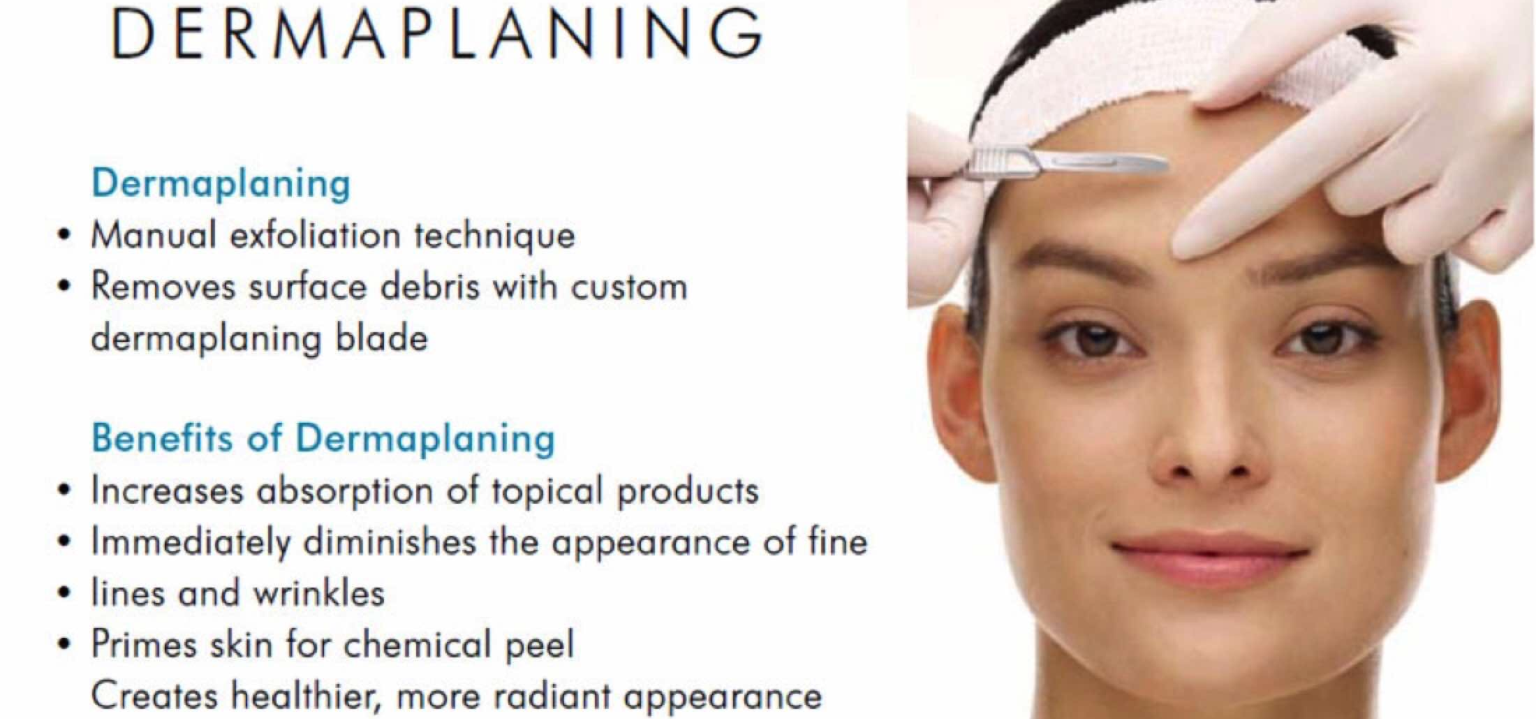 DERMAPLANING
Dermaplaning
• Manual exfoliation technique
• Removes surface debris with custom
dermaplaning blade
Benefits of Dermaplaning
• Increases absorption of topical products
• Immediately diminishes the appearance of fine
• lines and wrinkles
• Primes skin for chemical peel
Creates healthier, more radiant appearance